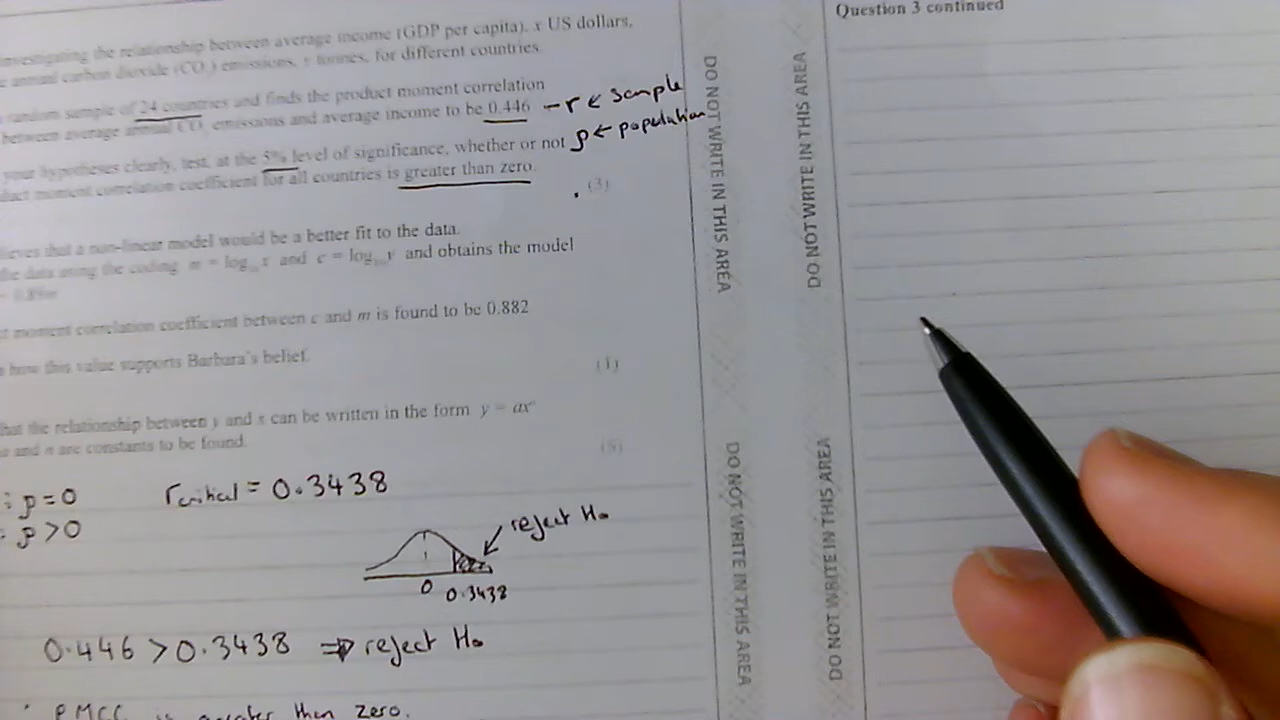 investigating the relationship between average income (GDP per capita), x US dollars,
annual carbon dioxide (CO₂) emissions, y tonnes, for different countries.
random sample of 24 countries and finds the product moment correlation
between average annual CO₂ emissions and average income to be 0.446 - r ← sample
your hypotheses clearly, test, at the 5% level of significance, whether or not ρ ← population
moment correlation coefficient for all countries is greater than zero.
(3)
that a non-linear model would be a better fit to the data.
the data using the coding m = log₁₀ x and c = log₁₀ y and obtains the model
moment correlation coefficient between c and m is found to be 0.882
how this value supports Barbara's belief.
(1)
that the relationship between y and x can be written in the form y = axⁿ
and n are constants to be found.
(5)
: ρ = 0
: ρ > 0
r critical = 0.3438
reject H₀
0 0.3438
0.446 > 0.3438 ⇒ reject H₀
PMCC is greater than zero.
DO NOT WRITE IN THIS AREA
DO NOT WRITE IN THIS AREA
DO NOT WRITE IN THIS AREA
DO NOT WRITE IN THIS AREA
Question 3 continued